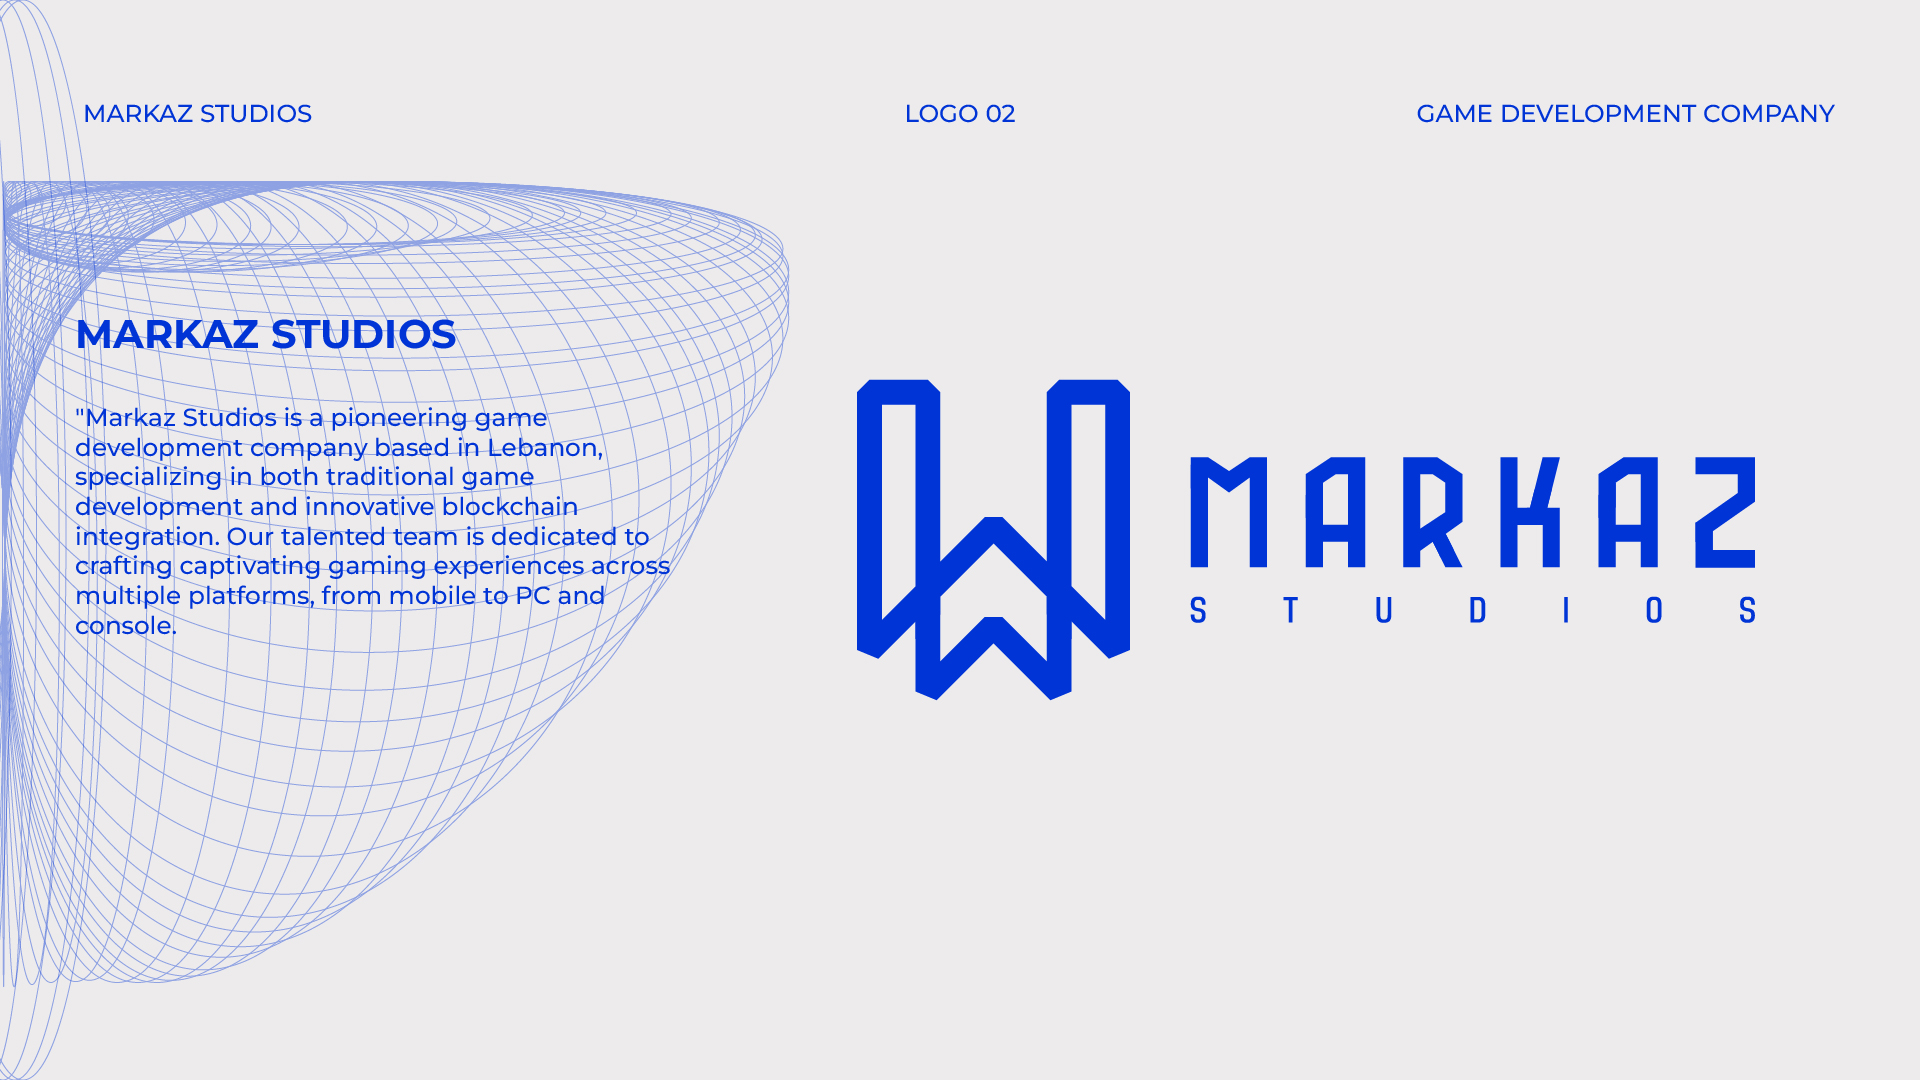 MARKAZ STUDIOS
LOGO 02
GAME DEVELOPMENT COMPANY
MARKAZ STUDIOS
"Markaz Studios is a pioneering game
development company based in Lebanon,
specializing in both traditional game
development and innovative blockchain
integration. Our talented team is dedicated to
crafting captivating gaming experiences across
multiple platforms, from mobile to PC and
console.
MARKAZ
STUDIOS